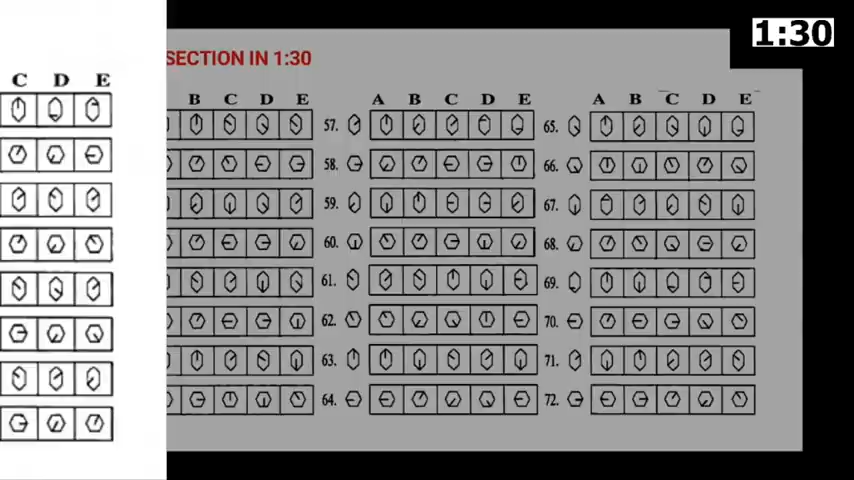 1:30
SECTION IN 1:30
C D E
B C D E
A B C D E
A B C D E
57. 65.
58. 66.
59. 67.
60. 68.
61. 69.
62. 70.
63. 71.
64. 72.